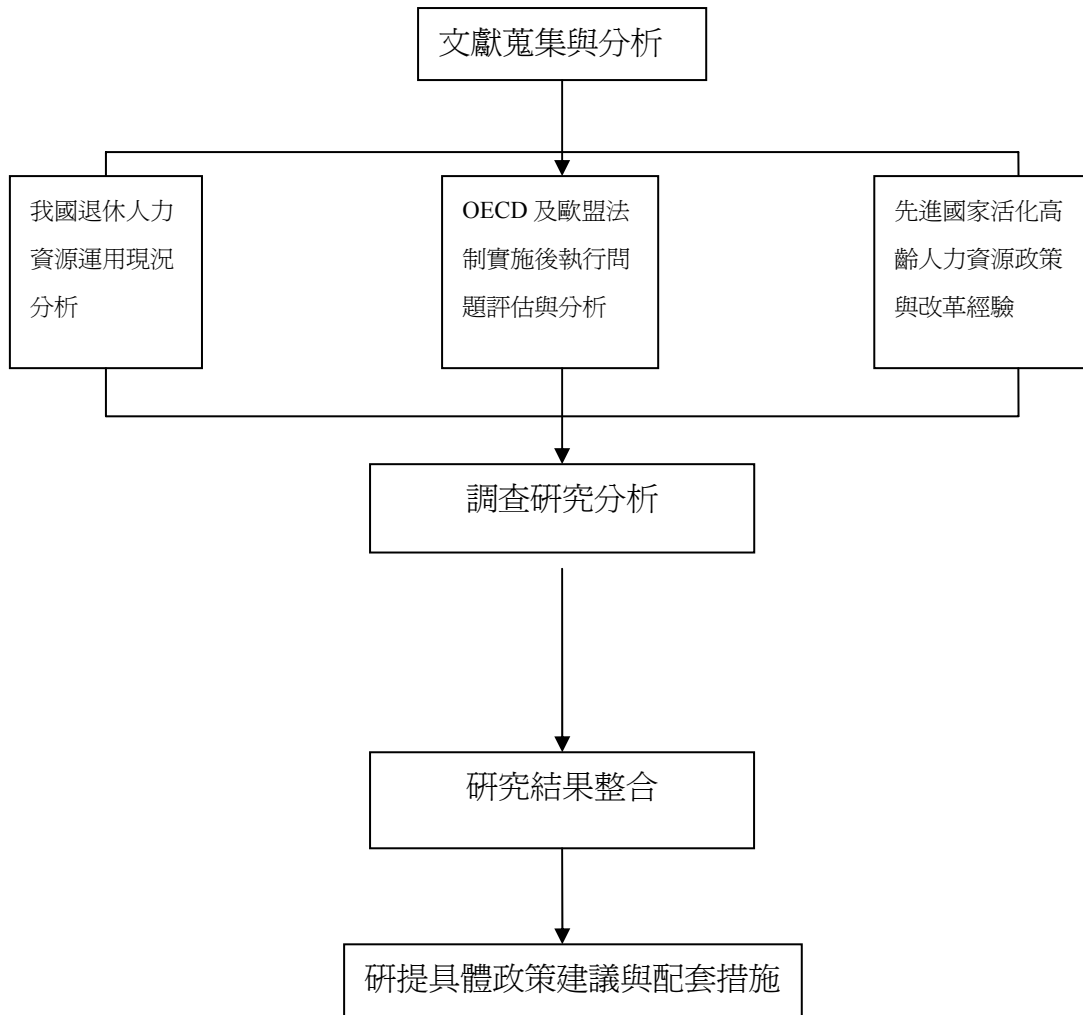 文獻蒐集與分析
我國退休人力
資源運用現況
分析
OECD 及歐盟法
制實施後執行問
題評估與分析
先進國家活化高
齡人力資源政策
與改革經驗
調查研究分析
研究結果整合
研提具體政策建議與配套措施